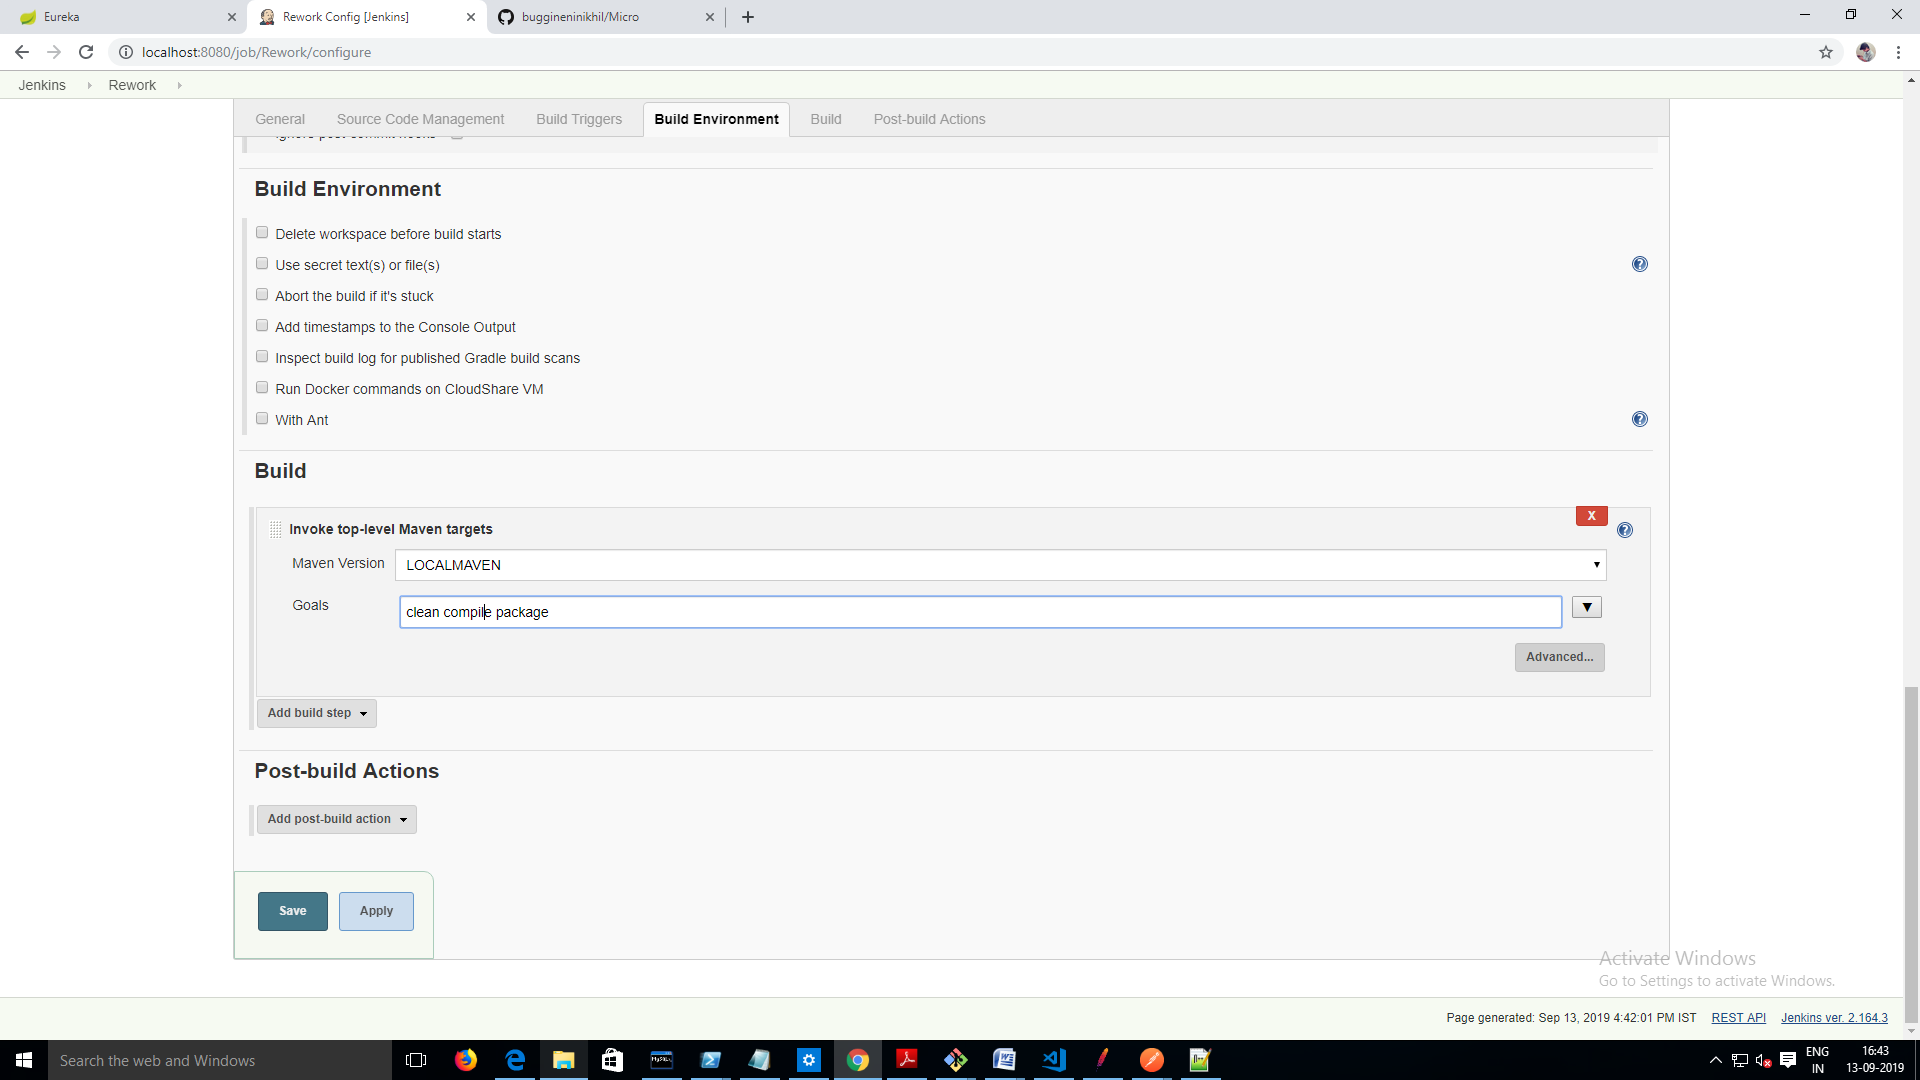 Eureka
Rework Config [Jenkins]
buggineninikhil/Micro
localhost:8080/job/Rework/configure
Jenkins
Rework
General
Source Code Management
Build Triggers
Build Environment
Build
Post-build Actions
Ignore post-commit hooks
Build Environment
Delete workspace before build starts
Use secret text(s) or file(s)
Abort the build if it's stuck
Add timestamps to the Console Output
Inspect build log for published Gradle build scans
Run Docker commands on CloudShare VM
With Ant
Build
X
Invoke top-level Maven targets
Maven Version
LOCALMAVEN
Goals
clean compile package
Advanced...
Add build step
Post-build Actions
Add post-build action
Save
Apply
Activate Windows
Go to Settings to activate Windows.
Page generated: Sep 13, 2019 4:42:01 PM IST
REST API
Jenkins ver. 2.164.3
Search the web and Windows
ENG
IN
16:43
13-09-2019